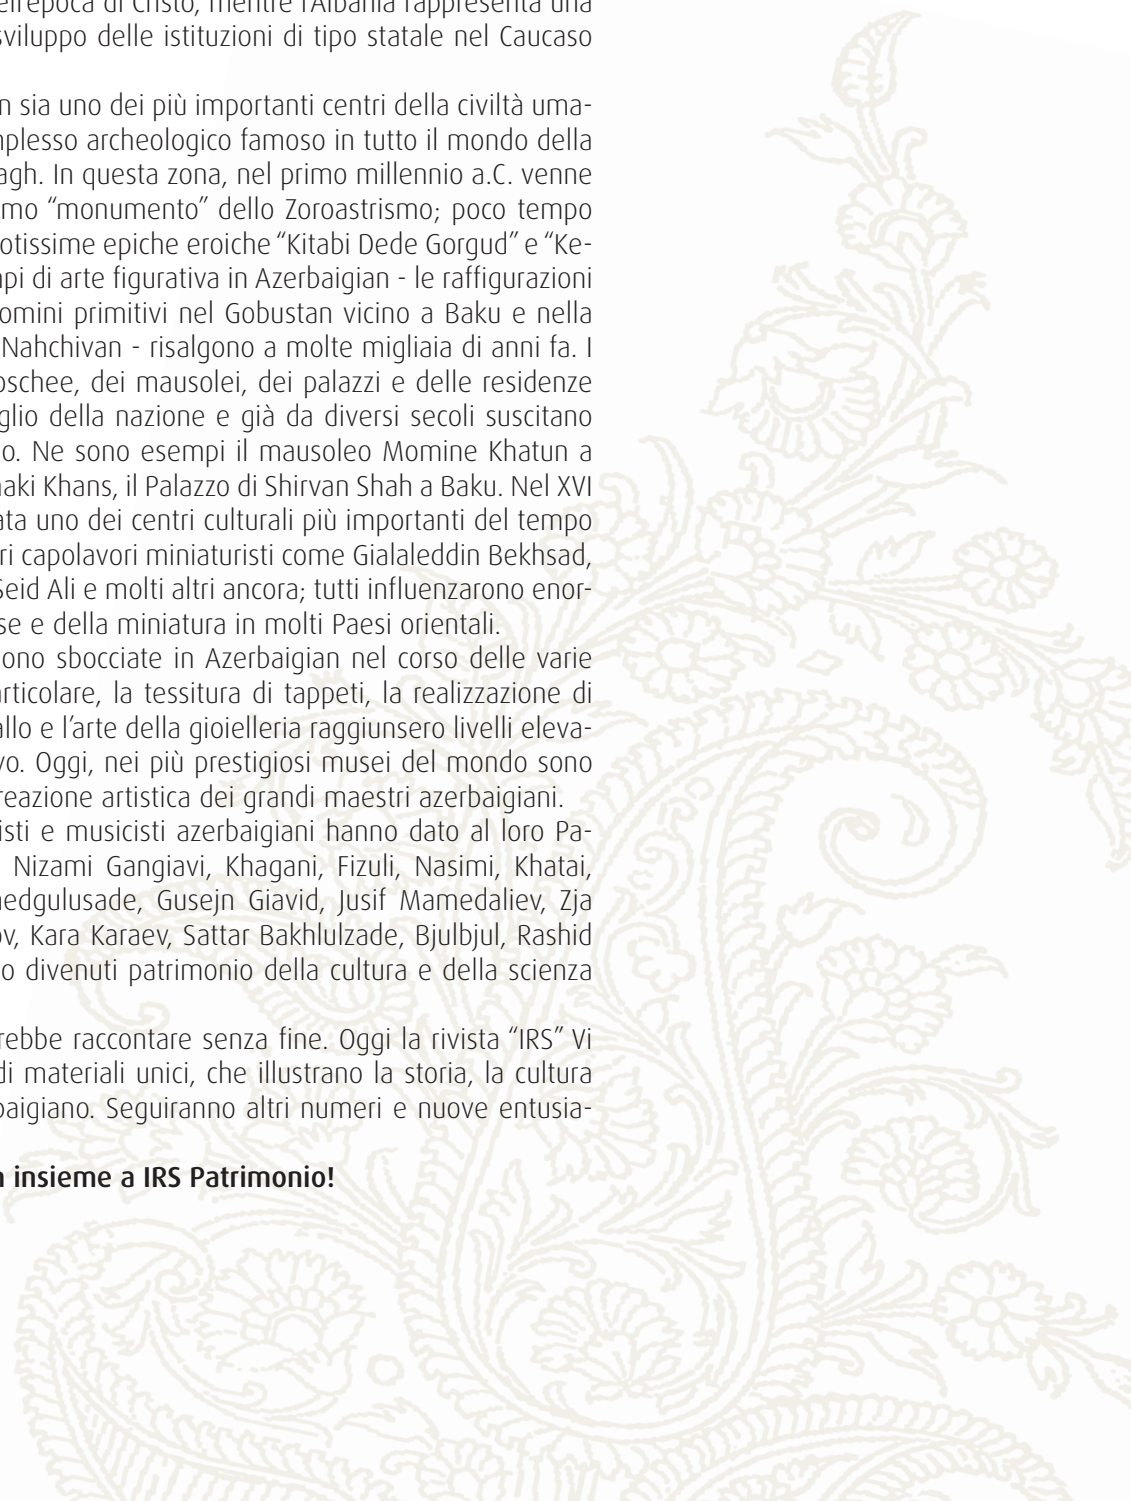 ell'epoca di Cristo, mentre l'Albania rappresenta una
sviluppo delle istituzioni di tipo statale nel Caucaso
n sia uno dei più importanti centri della civiltà uma-
nplesso archeologico famoso in tutto il mondo della
agh. In questa zona, nel primo millennio a.C. venne
mo “monumento” dello Zoroastrismo; poco tempo
otissime epiche eroiche “Kitabi Dede Gorgud” e “Ke-
npi di arte figurativa in Azerbaigian - le raffigurazioni
omini primitivi nel Gobustan vicino a Baku e nella
Nahchivan - risalgono a molte migliaia di anni fa. I
oschee, dei mausolei, dei palazzi e delle residenze
glio della nazione e già da diversi secoli suscitano
o. Ne sono esempi il mausoleo Momine Khatun a
haki Khans, il Palazzo di Shirvan Shah a Baku. Nel XVI
ata uno dei centri culturali più importanti del tempo
ri capolavori miniaturisti come Gialaleddin Bekhsad,
Seid Ali e molti altri ancora; tutti influenzarono enor-
se e della miniatura in molti Paesi orientali.
ono sbocciate in Azerbaigian nel corso delle varie
articolare, la tessitura di tappeti, la realizzazione di
allo e l'arte della gioielleria raggiunsero livelli eleva-
vo. Oggi, nei più prestigiosi musei del mondo sono
reazione artistica dei grandi maestri azerbaigiani.
isti e musicisti azerbaigiani hanno dato al loro Pa-
Nizami Gangiavi, Khagani, Fizuli, Nasimi, Khatai,
nedgulusade, Gusejn Giavid, Jusif Mamedaliev, Zja
ov, Kara Karaev, Sattar Bakhlulzade, Bjulbjul, Rashid
o divenuti patrimonio della cultura e della scienza
rebbe raccontare senza fine. Oggi la rivista “IRS” Vi
di materiali unici, che illustrano la storia, la cultura
baigiano. Seguiranno altri numeri e nuove entusia-
n insieme a IRS Patrimonio!